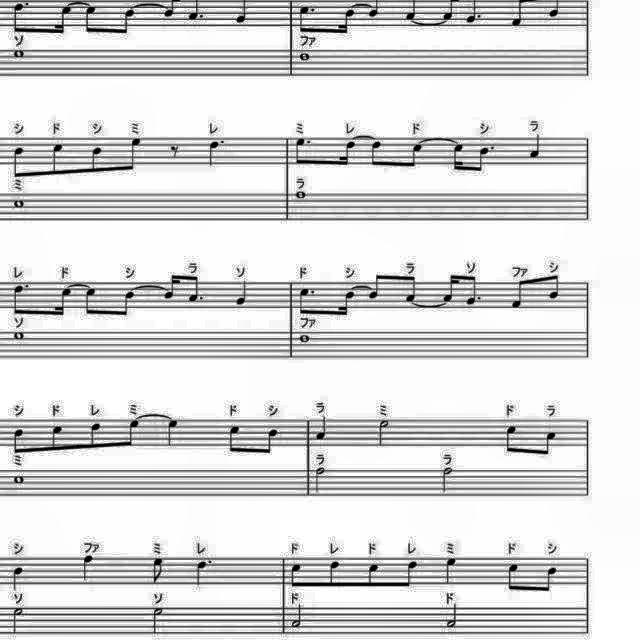 ソ ファ
シ ド シ ミ レ ミ レ ド シ ラ
ミ ラ
レ ド シ ラ ソ ド シ ラ ソ ファ シ
ソ ファ
シ ド レ ミ ド シ ラ ミ ド ラ
ミ ラ ラ
シ ファ ミ レ ド レ ド レ ミ ド シ
ソ ソ ド ド